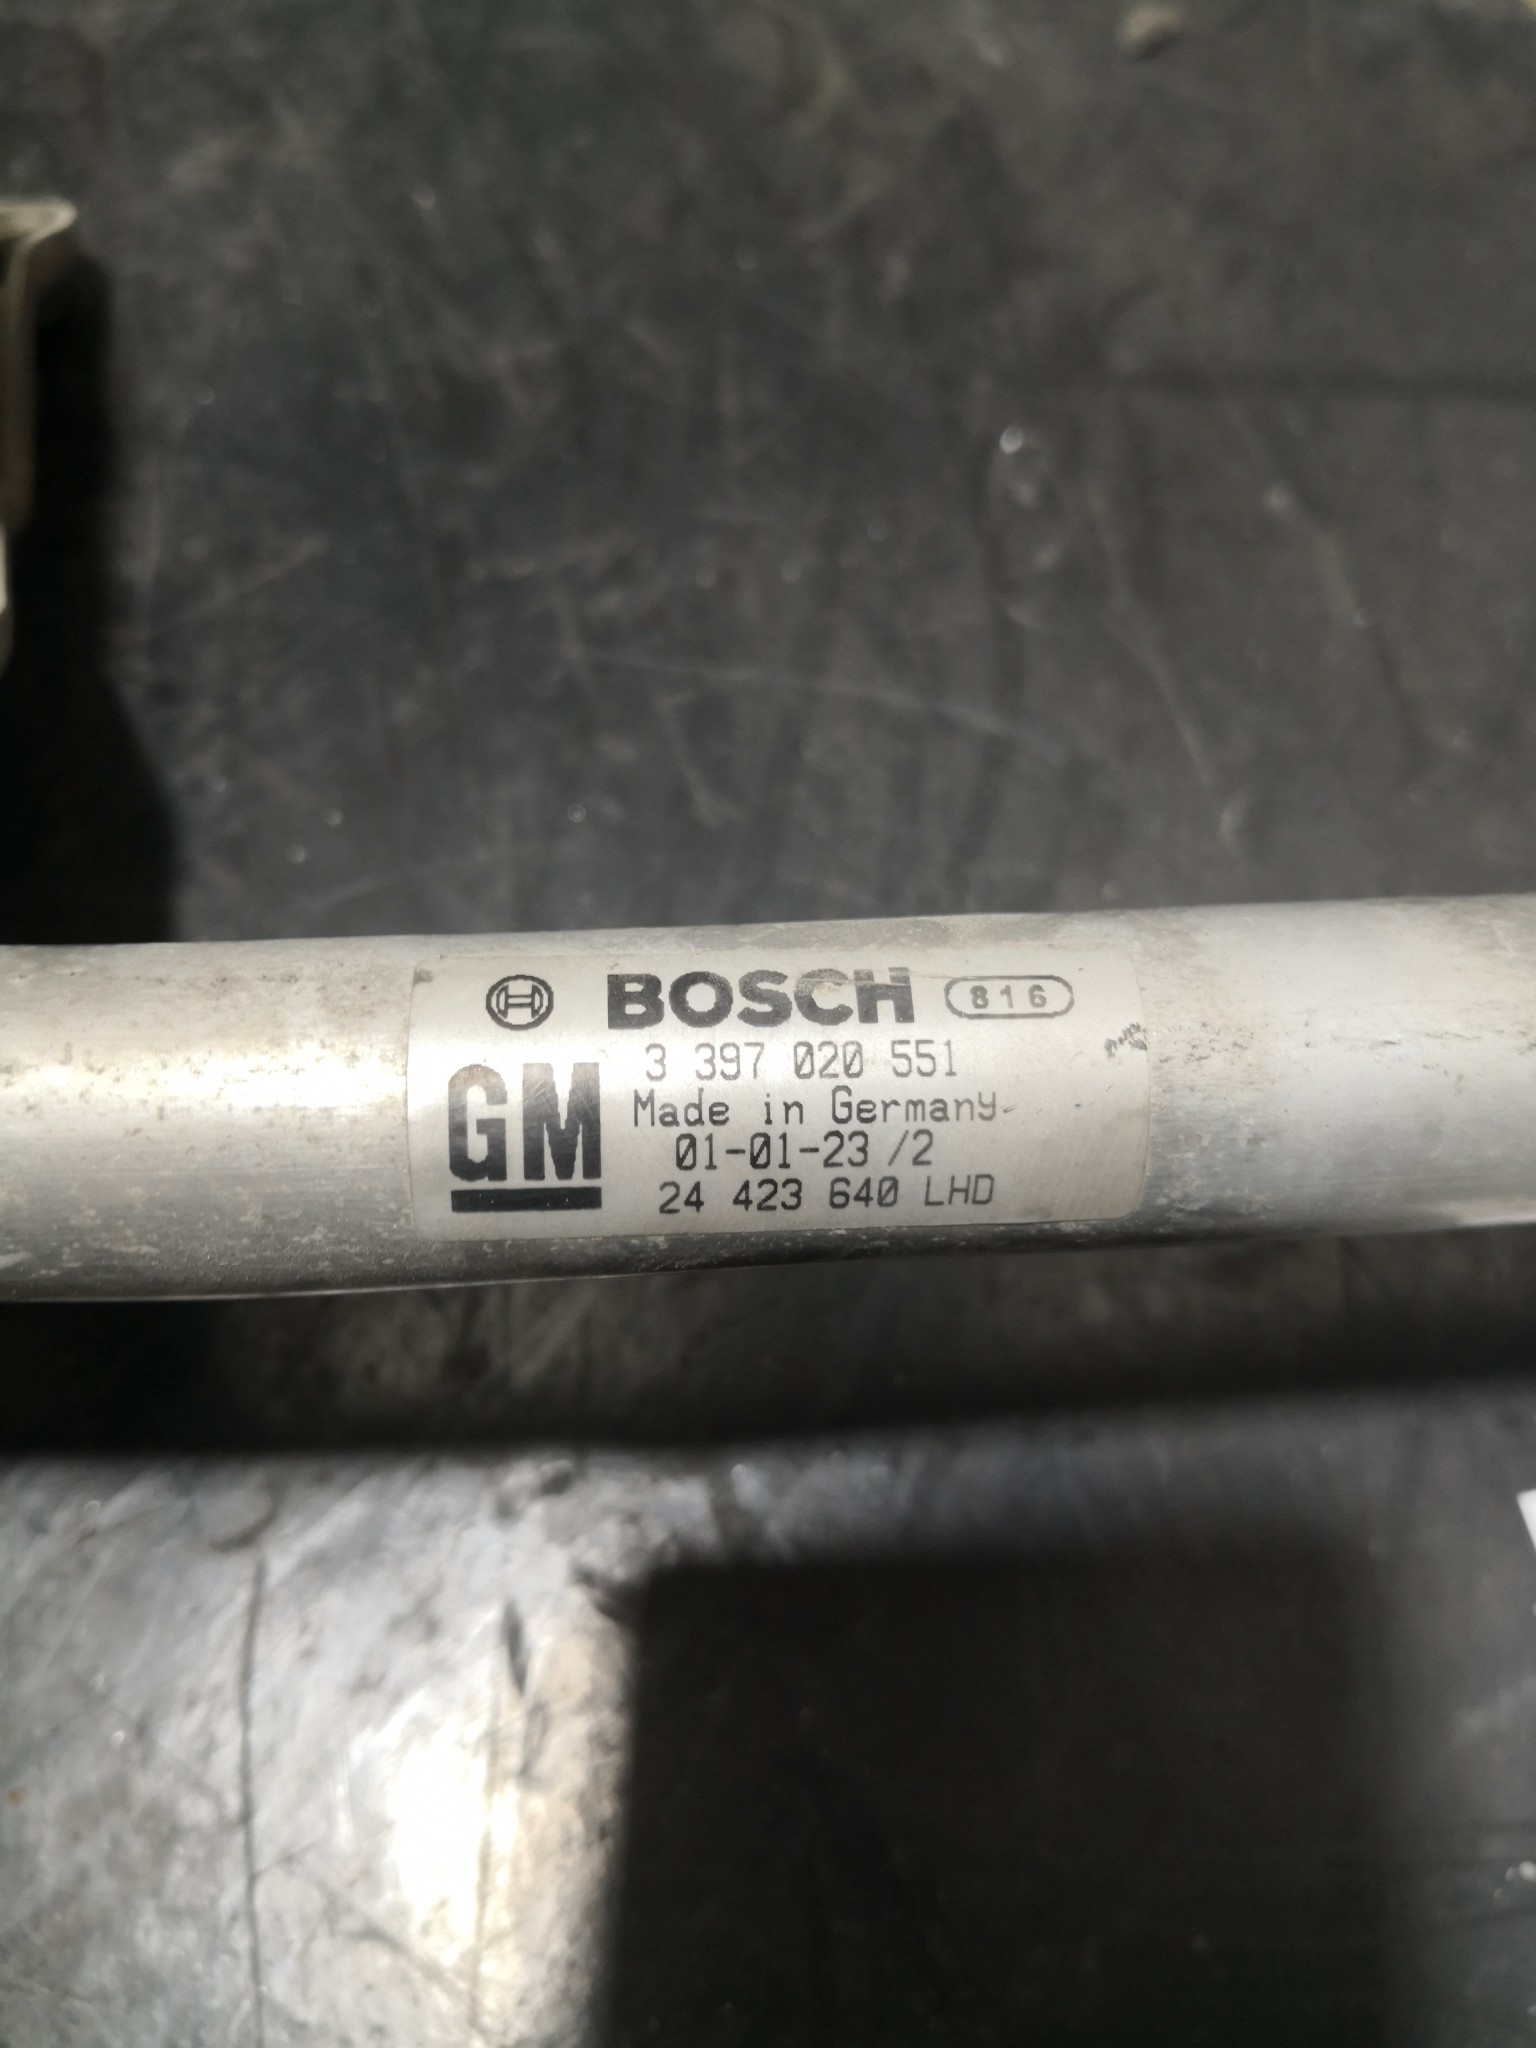 BOSCH 816
3 397 020 551
GM
Made in Germany
01-01-23 /2
24 423 640 LHD